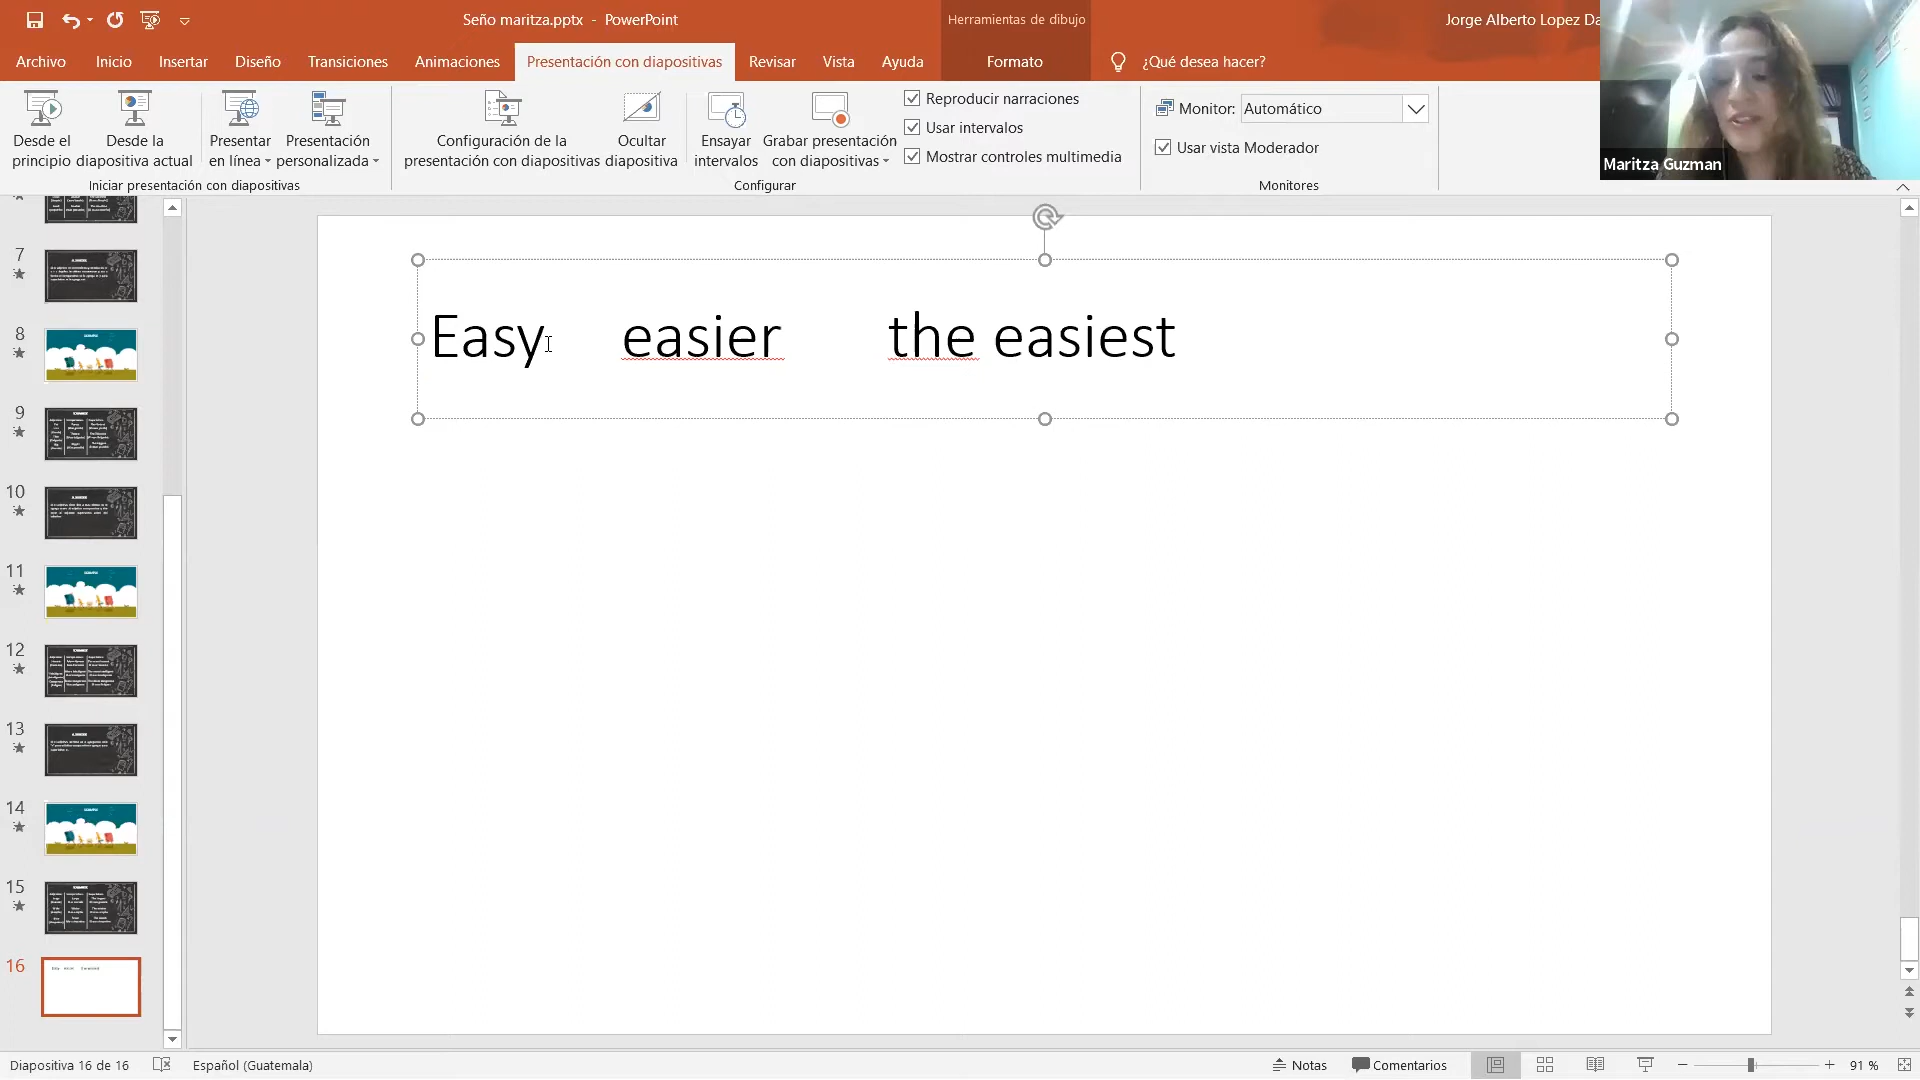 Seño maritza.pptx - PowerPoint
Herramientas de dibujo
Jorge Alberto Lopez Da
Archivo Inicio Insertar Diseño Transiciones Animaciones Presentación con diapositivas Revisar Vista Ayuda Formato ¿Qué desea hacer?
Desde el principio
Desde la diapositiva actual
Presentar en línea
Presentación personalizada
Iniciar presentación con diapositivas
Configuración de la presentación con diapositivas
Ocultar diapositiva
Ensayar intervalos
Grabar presentación con diapositivas
Reproducir narraciones
Usar intervalos
Mostrar controles multimedia
Configurar
Monitor: Automático
Usar vista Moderador
Monitores
Maritza Guzman
7
8
9
10
11
12
13
14
15
16
Easy easier the easiest
Diapositiva 16 de 16 Español (Guatemala) Notas Comentarios 91 %